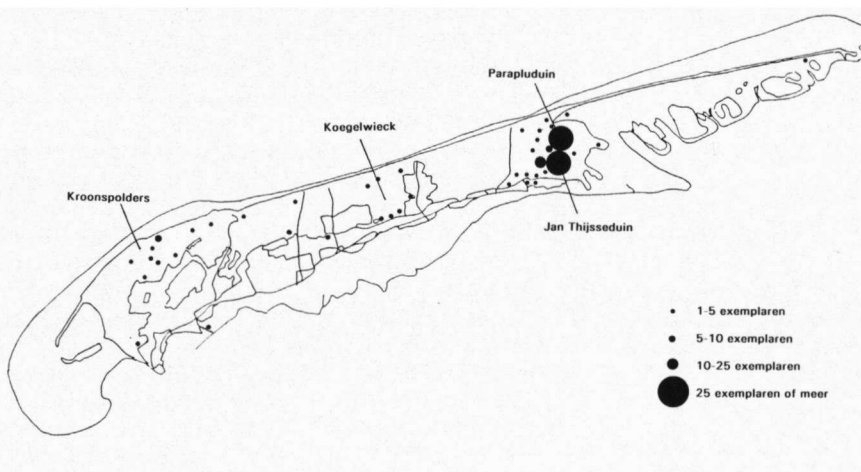 Parapluduin
Koegelwieck
Kroonspolders
Jan Thijsseduin
1-5 exemplaren
5-10 exemplaren
10-25 exemplaren
25 exemplaren of meer